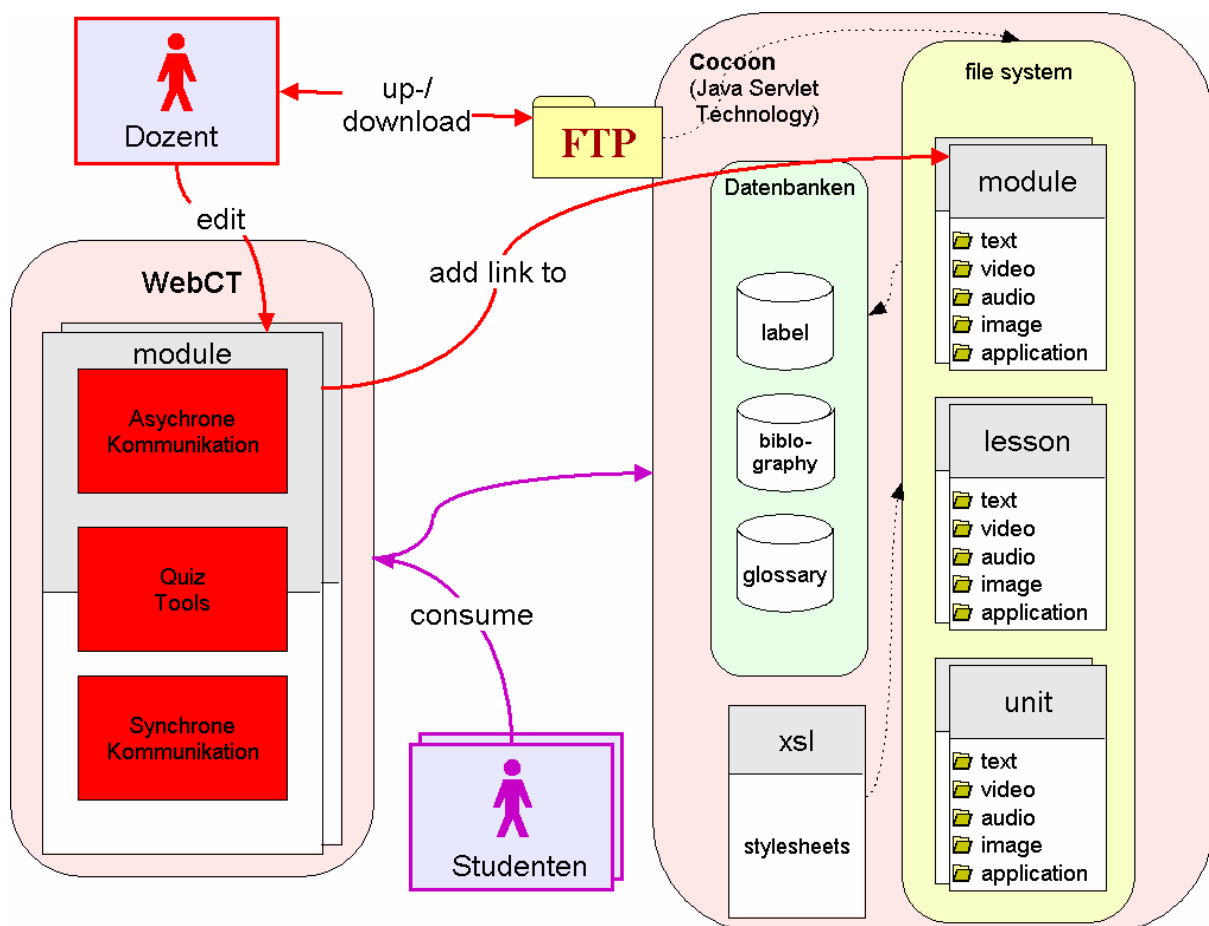 Dozent
up-/
download
FTP
edit
WebCT
module
Asychrone
Kommunikation
Quiz
Tools
Synchrone
Kommunikation
add link to
consume
Studenten
Cocoon
(Java Servlet
Technology)
Datenbanken
label
biblo-
graphy
glossary
xsl
stylesheets
file system
module
text
video
audio
image
application
lesson
text
video
audio
image
application
unit
text
video
audio
image
application